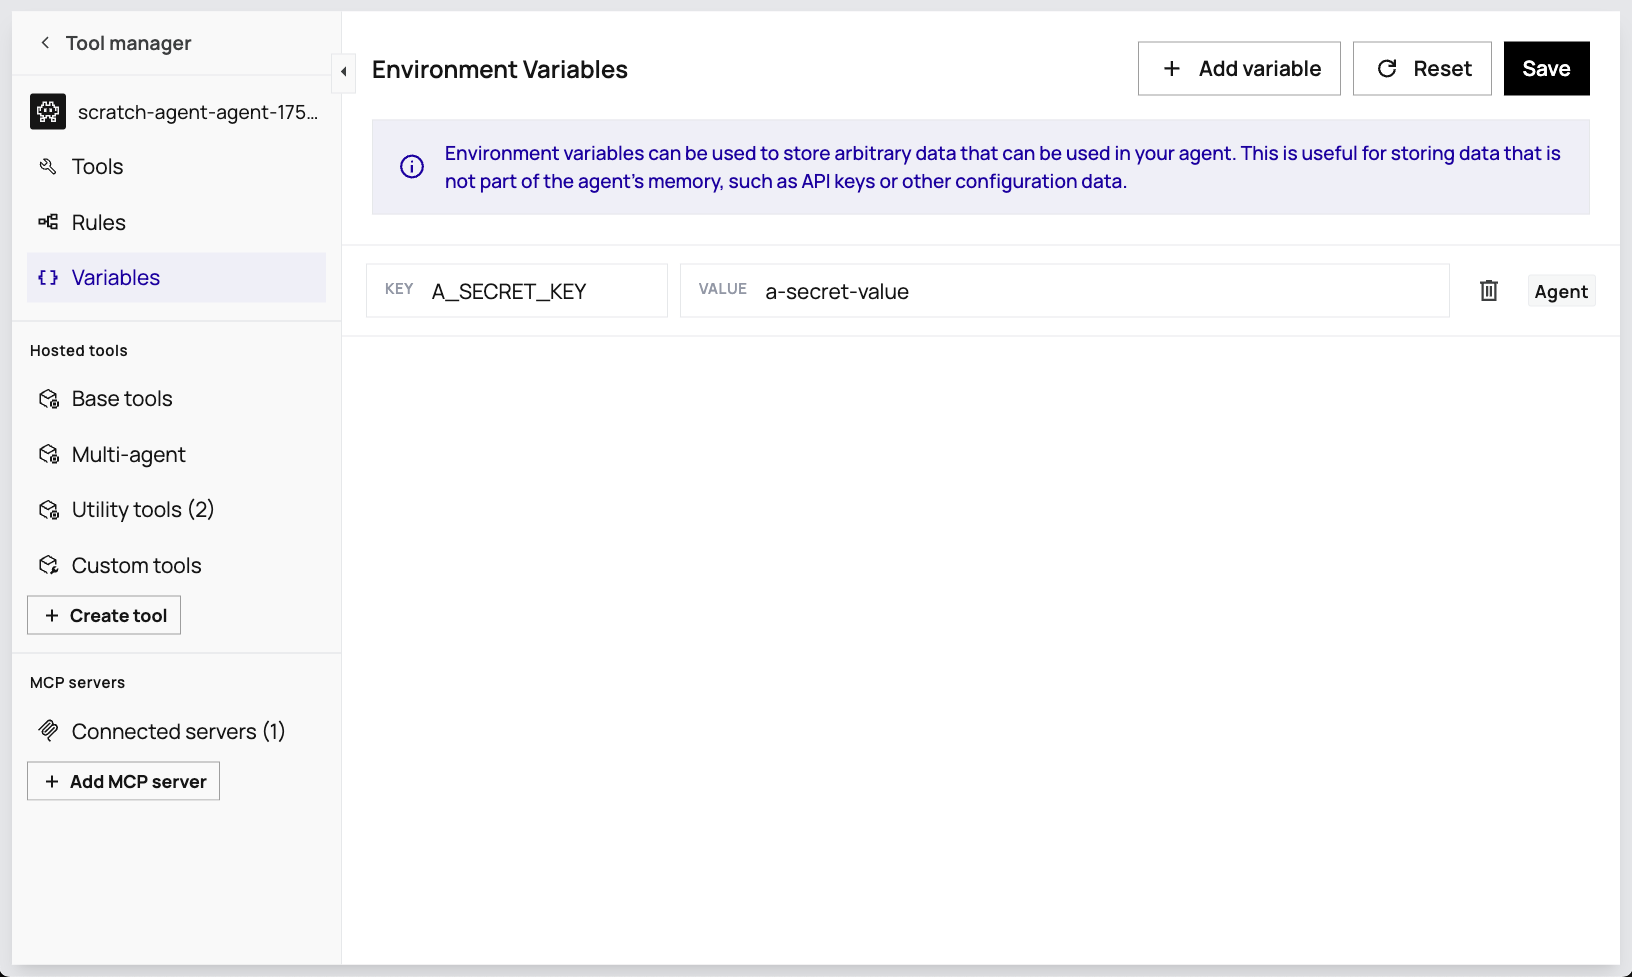 Tool manager
scratch-agent-agent-175...
Tools
Rules
Variables
Hosted tools
Base tools
Multi-agent
Utility tools (2)
Custom tools
Create tool
MCP servers
Connected servers (1)
Add MCP server
Environment Variables
Add variable
Reset
Save
Environment variables can be used to store arbitrary data that can be used in your agent. This is useful for storing data that is
not part of the agent's memory, such as API keys or other configuration data.
KEY A_SECRET_KEY VALUE a-secret-value Agent